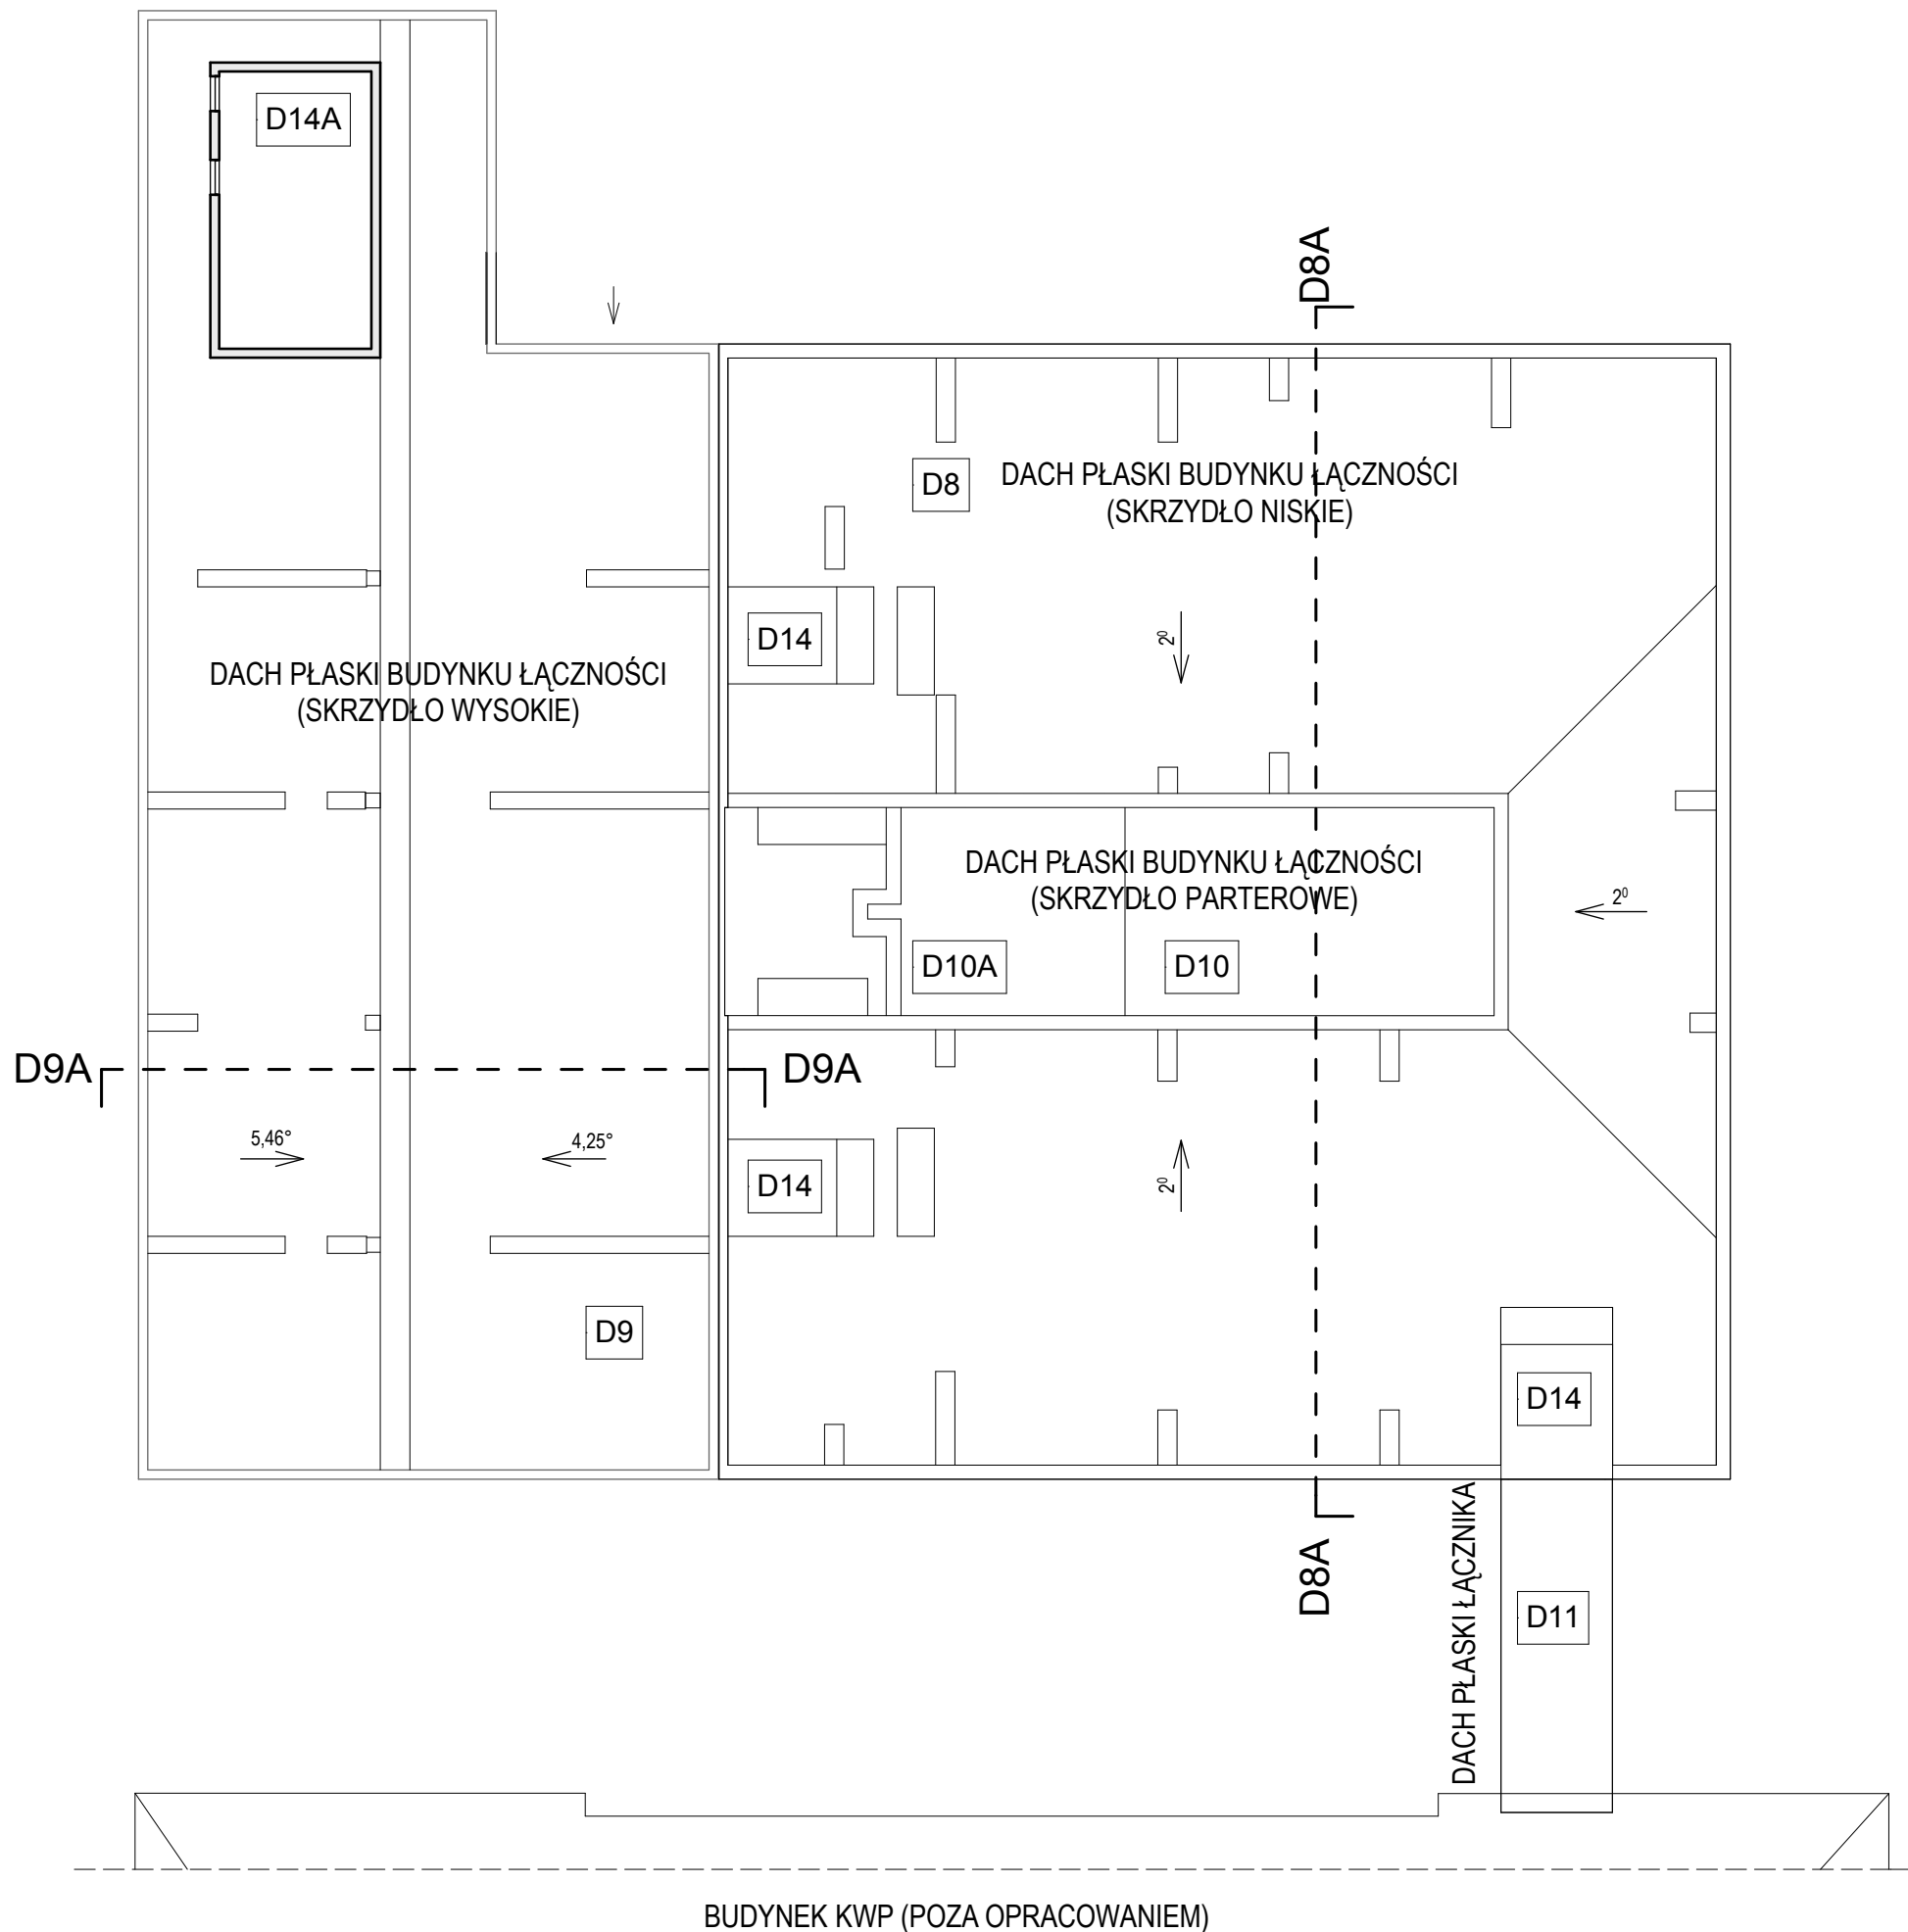 D14A
D8A
DACH PŁASKI BUDYNKU ŁĄCZNOŚCI
(SKRZYDŁO NISKIE)
D8
D14
2⁰
DACH PŁASKI BUDYNKU ŁĄCZNOŚCI
(SKRZYDŁO WYSOKIE)
DACH PŁASKI BUDYNKU ŁĄCZNOŚCI
(SKRZYDŁO PARTEROWE)
2⁰
D10A
D10
D9A
D9A
5,46°
4,25°
D14
2⁰
D9
D14
D8A
DACH PŁASKI ŁĄCZNIKA
D11
BUDYNEK KWP (POZA OPRACOWANIEM)